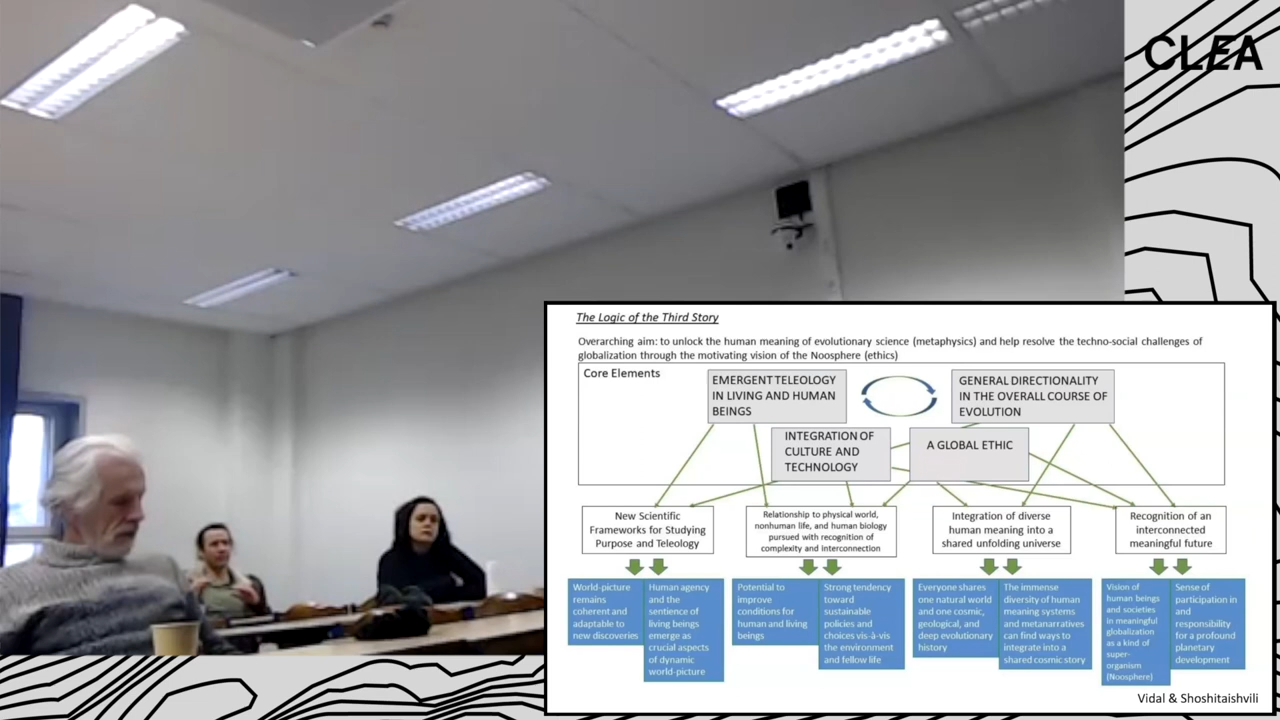 CLEA
The Logic of the Third Story
Overarching aim: to unlock the human meaning of evolutionary science (metaphysics) and help resolve the techno-social challenges of
globalization through the motivating vision of the Noosphere (ethics)
Core Elements
EMERGENT TELEOLOGY
IN LIVING AND HUMAN
BEINGS
GENERAL DIRECTIONALITY
IN THE OVERALL COURSE OF
EVOLUTION
INTEGRATION OF
CULTURE AND
TECHNOLOGY
A GLOBAL ETHIC
New Scientific
Frameworks for Studying
Purpose and Teleology
Relationship to physical world,
nonhuman life, and human biology
pursued with recognition of
complexity and interconnection
Integration of diverse
human meaning into a
shared unfolding universe
Recognition of an
interconnected
meaningful future
World-picture
remains
coherent and
adaptable to
new discoveries
Human agency
and the
sentience of
living beings
emerge as
crucial aspects
of dynamic
world-picture
Potential to
improve
conditions for
human and living
beings
Strong tendency
toward
sustainable
policies and
choices vis-à-vis
the environment
and fellow life
Everyone shares
one natural world
and one cosmic,
geological, and
deep evolutionary
history
The immense
diversity of human
meaning systems
and metanarratives
can find ways to
integrate into a
shared cosmic story
Vision of
human beings
and societies
in meaningful
globalization
as a kind of
super-
organism
(Noosphere)
Sense of
participation in
and
responsibility
for a profound
planetary
development
Vidal & Shoshitaishvili